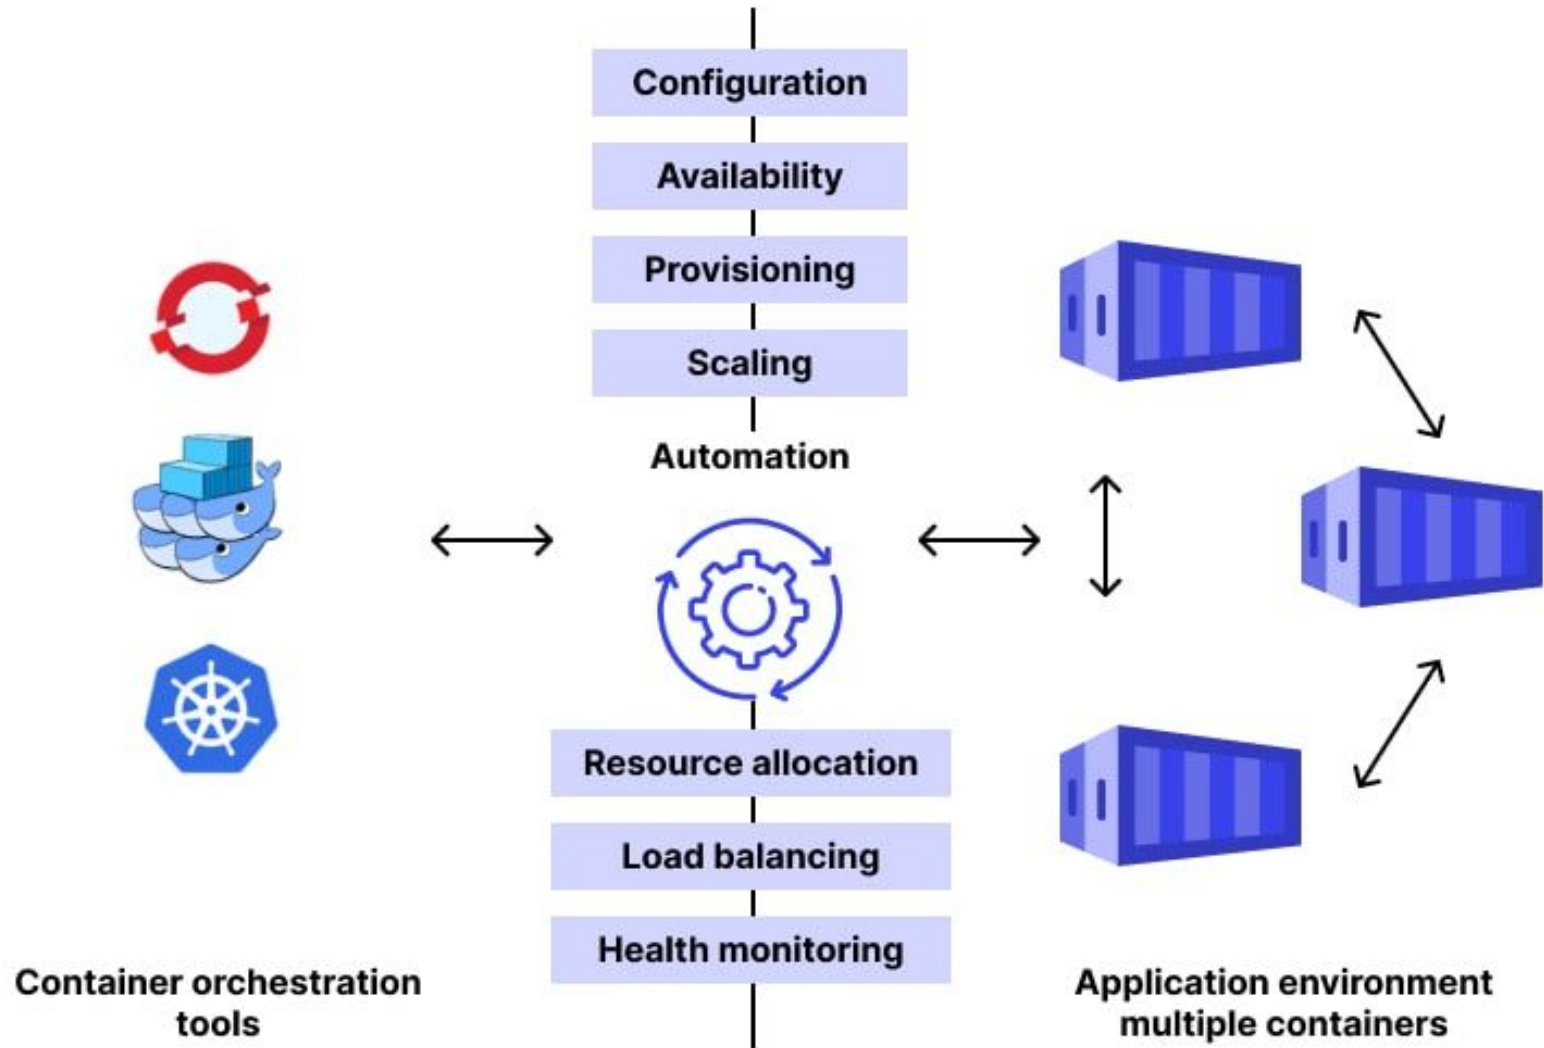 Configuration
Availability
Provisioning
Scaling
Automation
Resource allocation
Load balancing
Health monitoring
Container orchestration
tools
Application environment
multiple containers